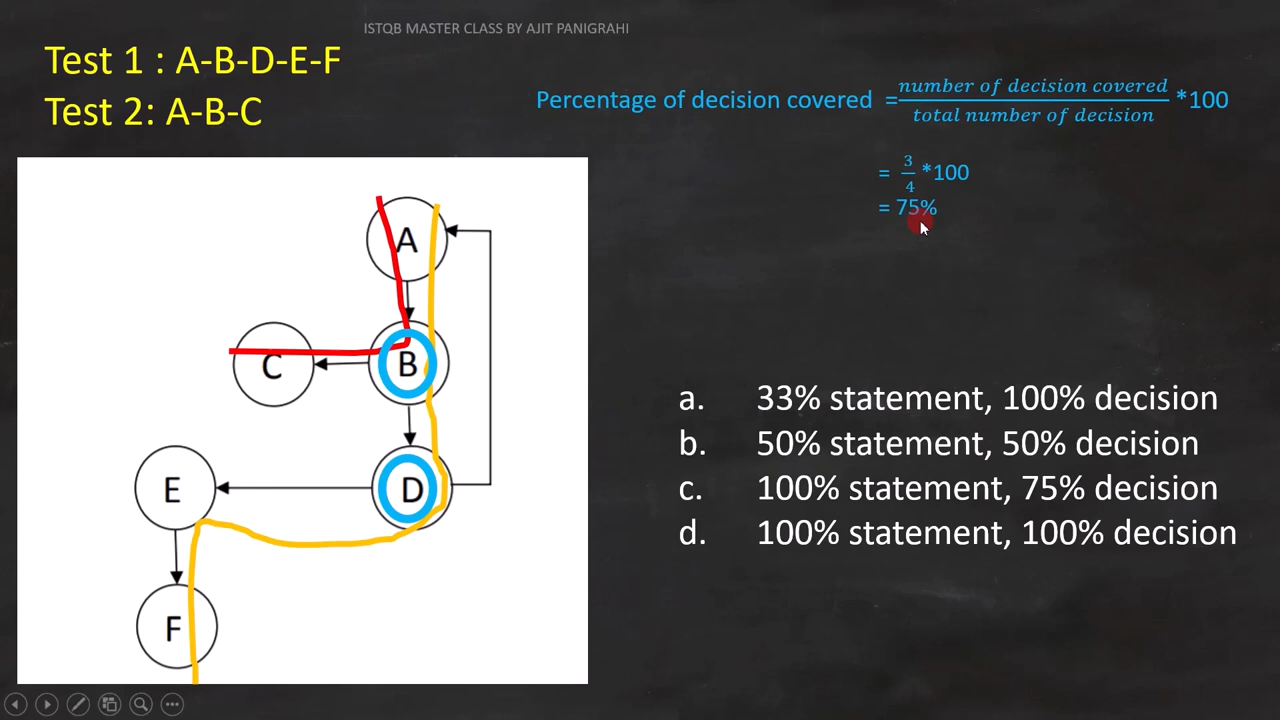 ISTQB MASTER CLASS BY AJIT PANIGRAHI
Test 1 : A-B-D-E-F
Test 2: A-B-C
Percentage of decision covered = number of decision covered / total number of decision *100
= 3/4 *100
= 75%
A
C
B
E
D
F
a. 33% statement, 100% decision
b. 50% statement, 50% decision
c. 100% statement, 75% decision
d. 100% statement, 100% decision